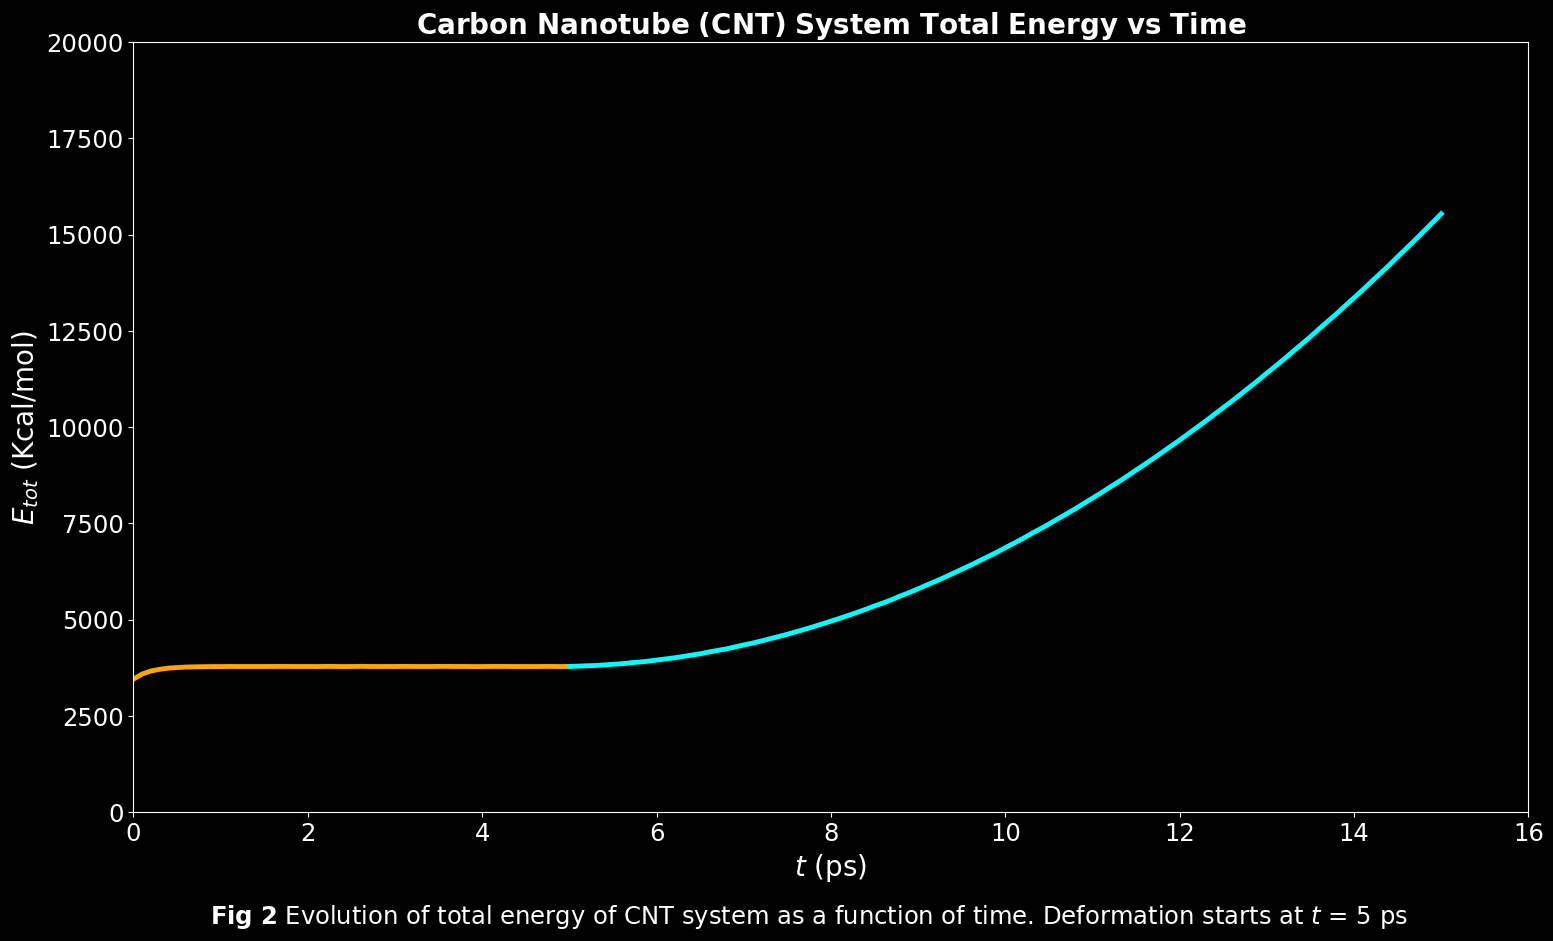 Carbon Nanotube (CNT) System Total Energy vs Time
20000
17500
15000
12500
10000
7500
5000
2500
0
E_tot (Kcal/mol)
0 2 4 6 8 10 12 14 16
t (ps)
Fig 2 Evolution of total energy of CNT system as a function of time. Deformation starts at t = 5 ps